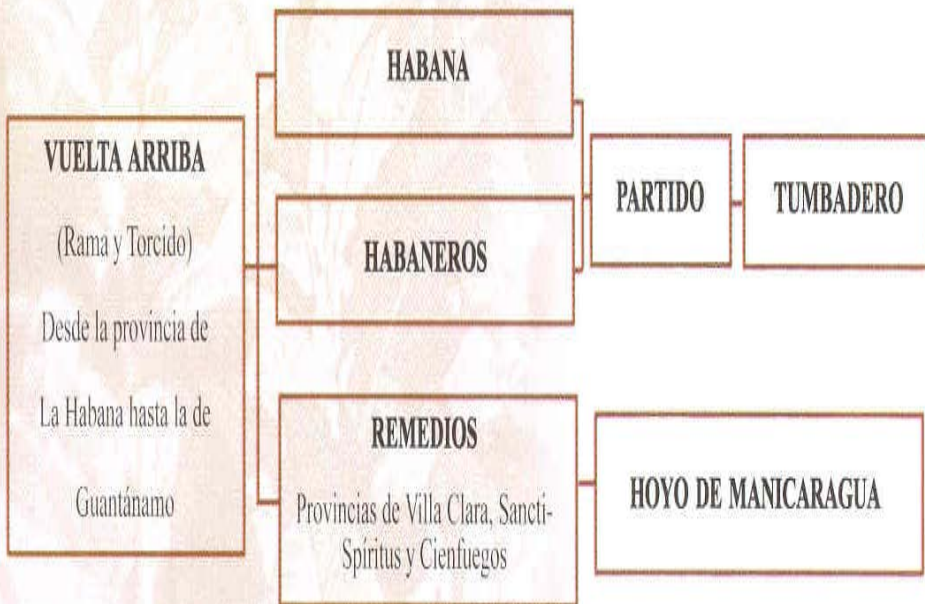 VUELTA ARRIBA
(Rama y Torcido)
Desde la provincia de
La Habana hasta la de
Guantánamo
HABANA
HABANEROS
PARTIDO
TUMBADERO
REMEDIOS
Provincias de Villa Clara, Sancti-
Spíritus y Cienfuegos
HOYO DE MANICARAGUA